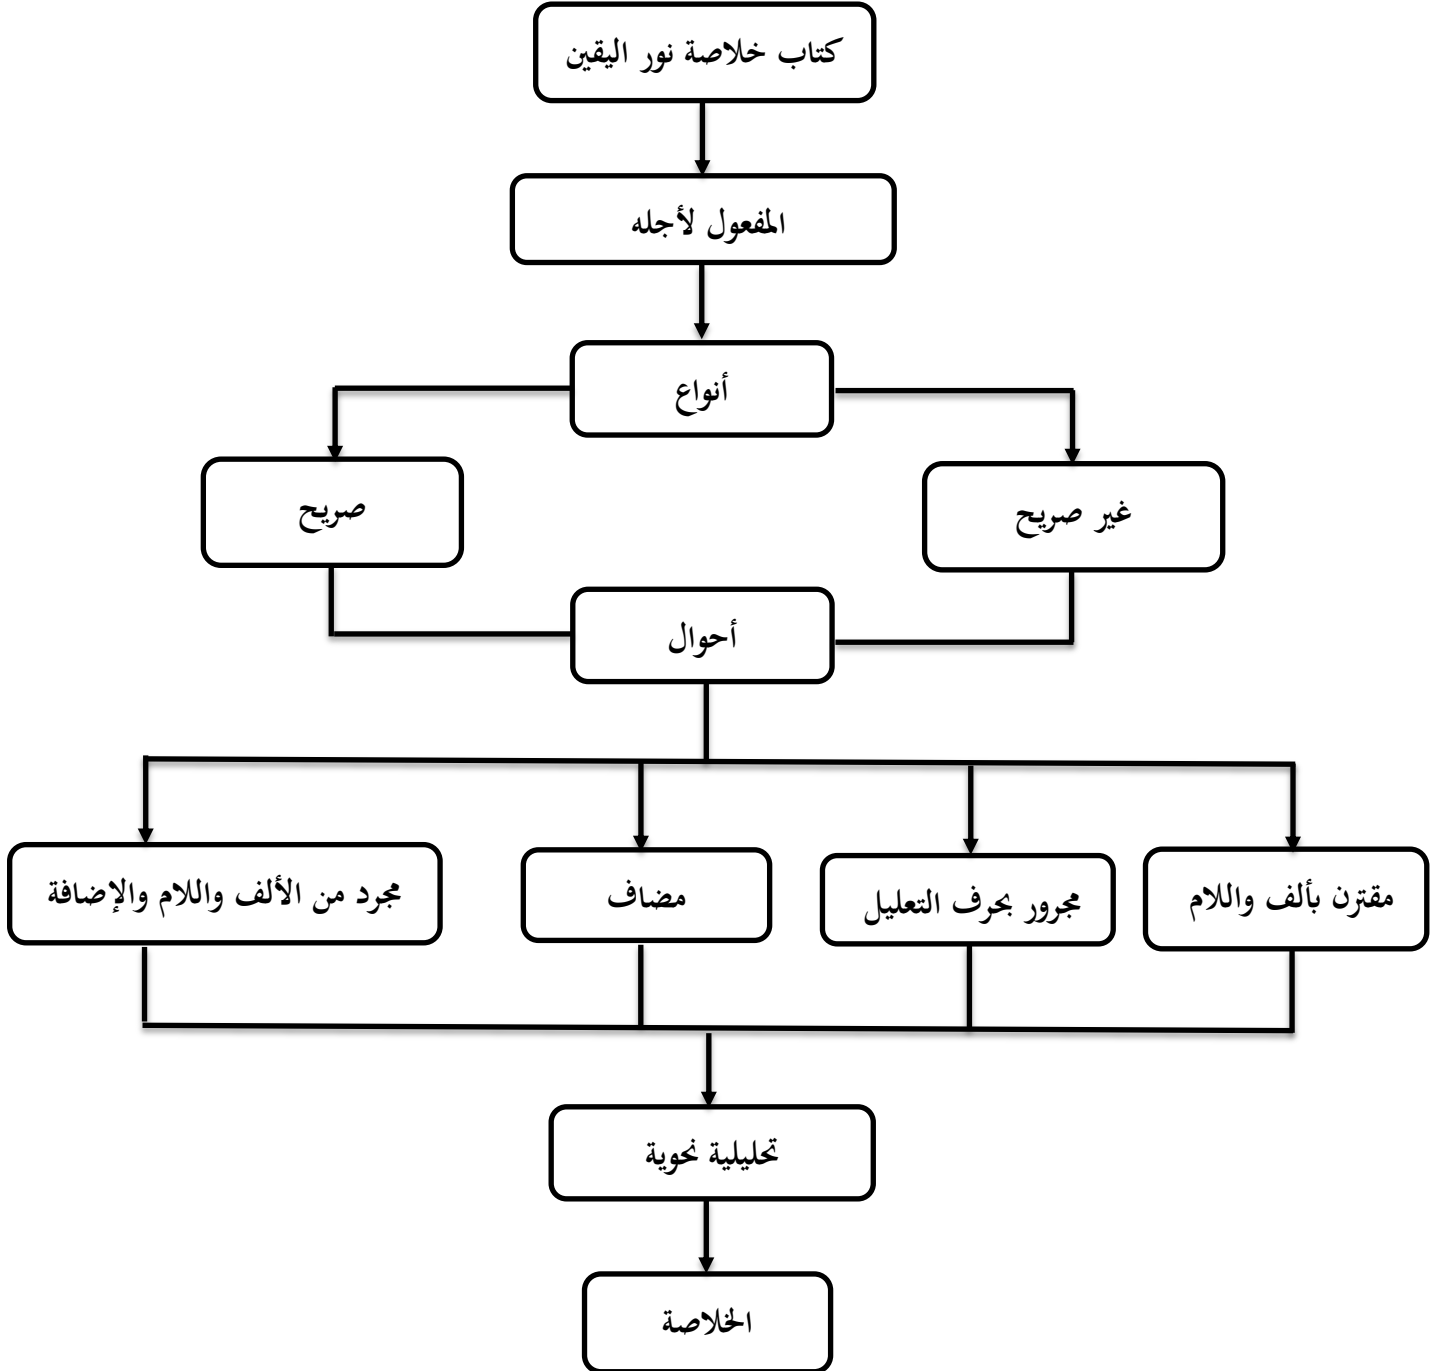 كتاب خلاصة نور اليقين
المفعول لأجله
أنواع
غير صريح
صريح
أحوال
مقترن بألف واللام
مجرور بحرف التعليل
مضاف
مجرد من الألف واللام والإضافة
تحليلية نحوية
الخلاصة